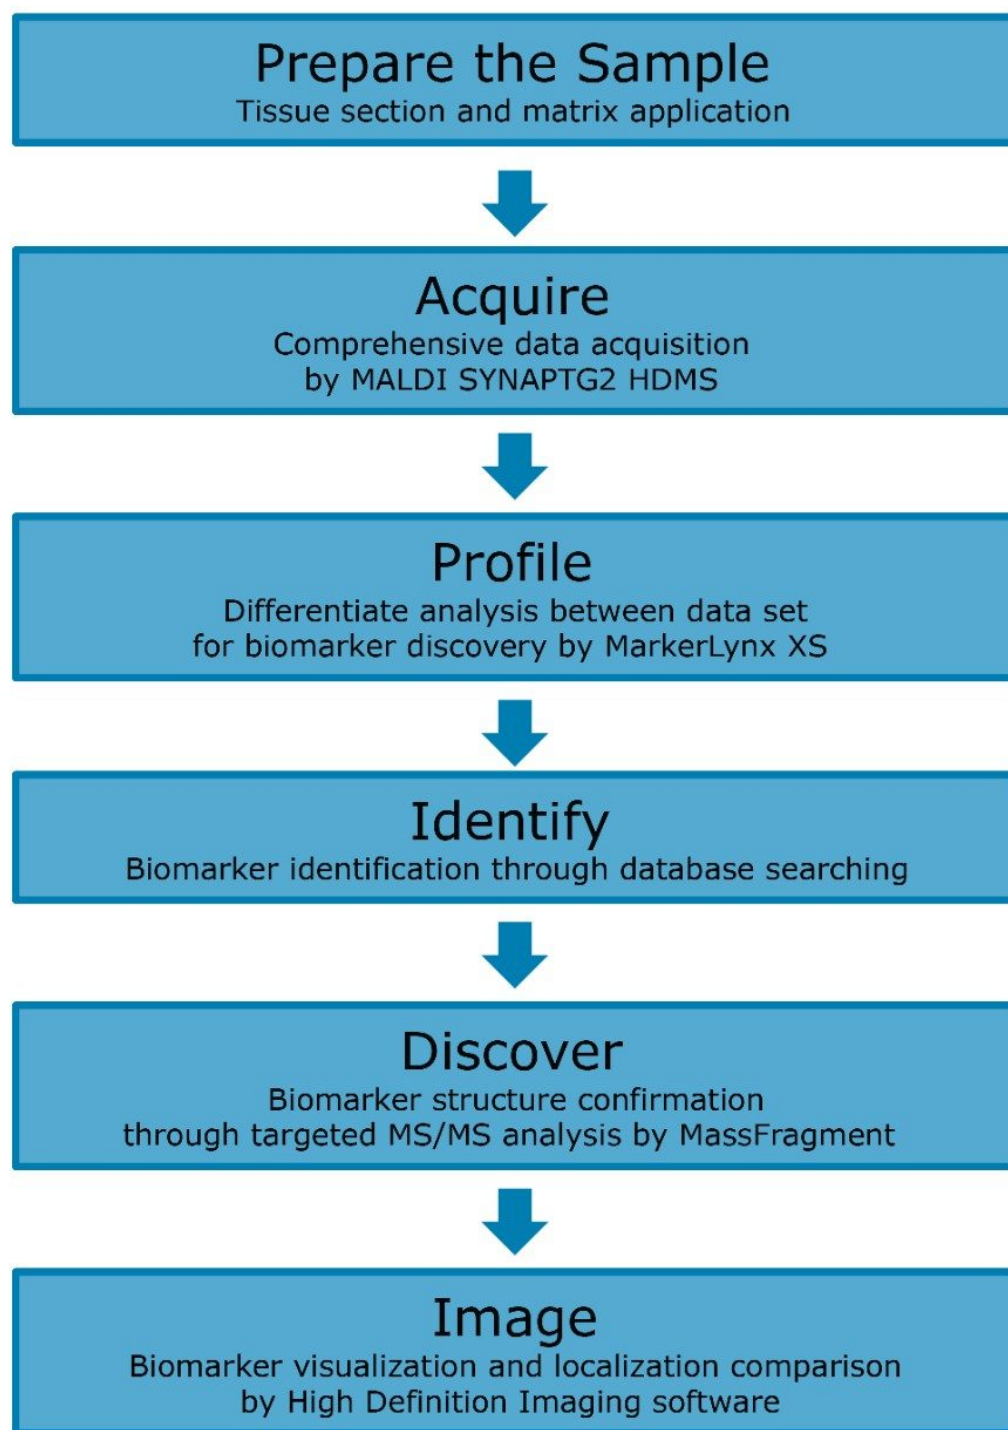 Prepare the Sample
Tissue section and matrix application
Acquire
Comprehensive data acquisition
by MALDI SYNAPTG2 HDMS
Profile
Differentiate analysis between data set
for biomarker discovery by MarkerLynx XS
Identify
Biomarker identification through database searching
Discover
Biomarker structure confirmation
through targeted MS/MS analysis by MassFragment
Image
Biomarker visualization and localization comparison
by High Definition Imaging software